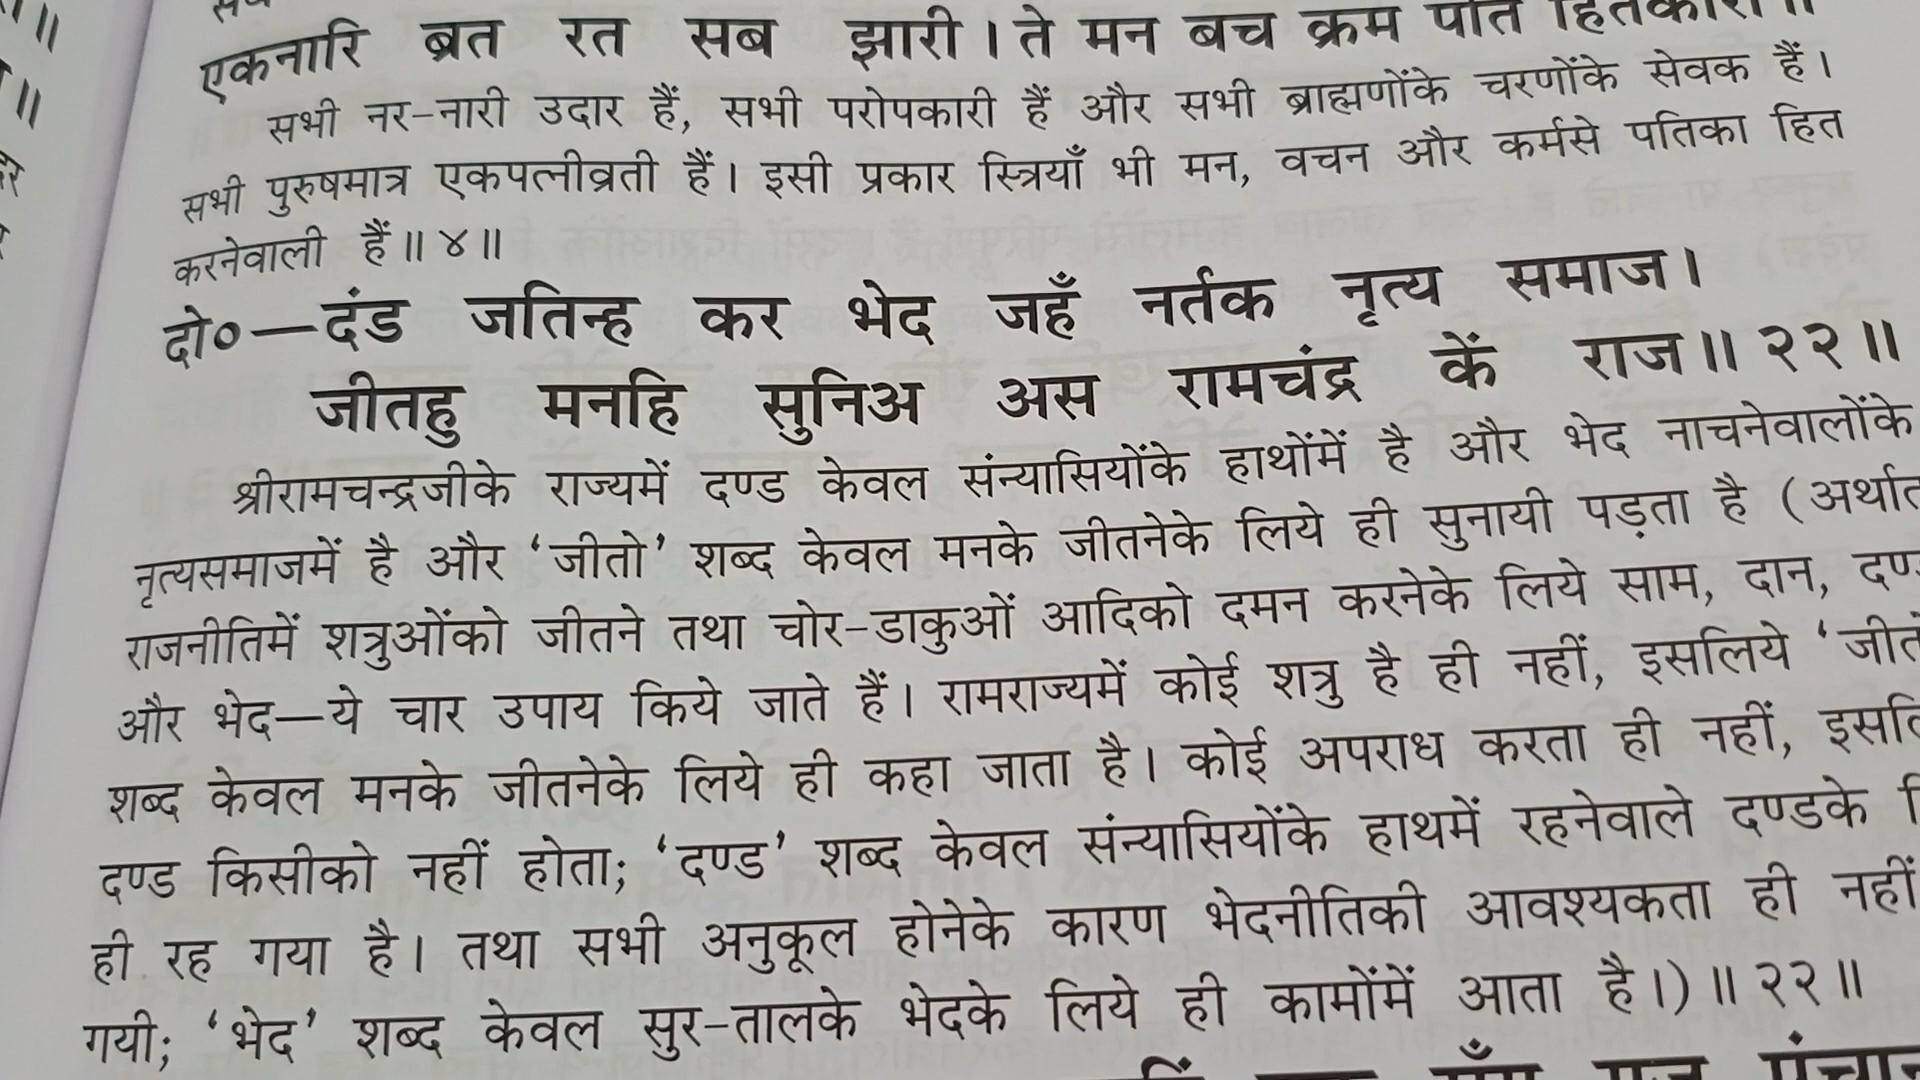 एकनारि ब्रत रत सब झारी। ते मन बच क्रम पति हितकारी॥
सभी नर-नारी उदार हैं, सभी परोपकारी हैं और सभी ब्राह्मणोंके चरणोंके सेवक हैं।
सभी पुरुषमात्र एकपत्नीव्रती हैं। इसी प्रकार स्त्रियाँ भी मन, वचन और कर्मसे पतिका हित
करनेवाली हैं॥ ४॥
दो०—दंड जतिन्ह कर भेद जहँ नर्तक नृत्य समाज।
जीतहु मनहि सुनिअ अस रामचंद्र कें राज॥ २२॥
श्रीरामचन्द्रजीके राज्यमें दण्ड केवल संन्यासियोंके हाथोंमें है और भेद नाचनेवालोंके
नृत्यसमाजमें है और ‘जीतो’ शब्द केवल मनके जीतनेके लिये ही सुनायी पड़ता है (अर्थात
राजनीतिमें शत्रुओंको जीतने तथा चोर-डाकुओं आदिको दमन करनेके लिये साम, दान, दण्
और भेद—ये चार उपाय किये जाते हैं। रामराज्यमें कोई शत्रु है ही नहीं, इसलिये ‘जीतो
शब्द केवल मनके जीतनेके लिये ही कहा जाता है। कोई अपराध करता ही नहीं, इसलि
दण्ड किसीको नहीं होता; ‘दण्ड’ शब्द केवल संन्यासियोंके हाथमें रहनेवाले दण्डके
ही रह गया है। तथा सभी अनुकूल होनेके कारण भेदनीतिकी आवश्यकता ही नहीं
गयी; ‘भेद’ शब्द केवल सुर-तालके भेदके लिये ही कामोंमें आता है।)॥ २२॥